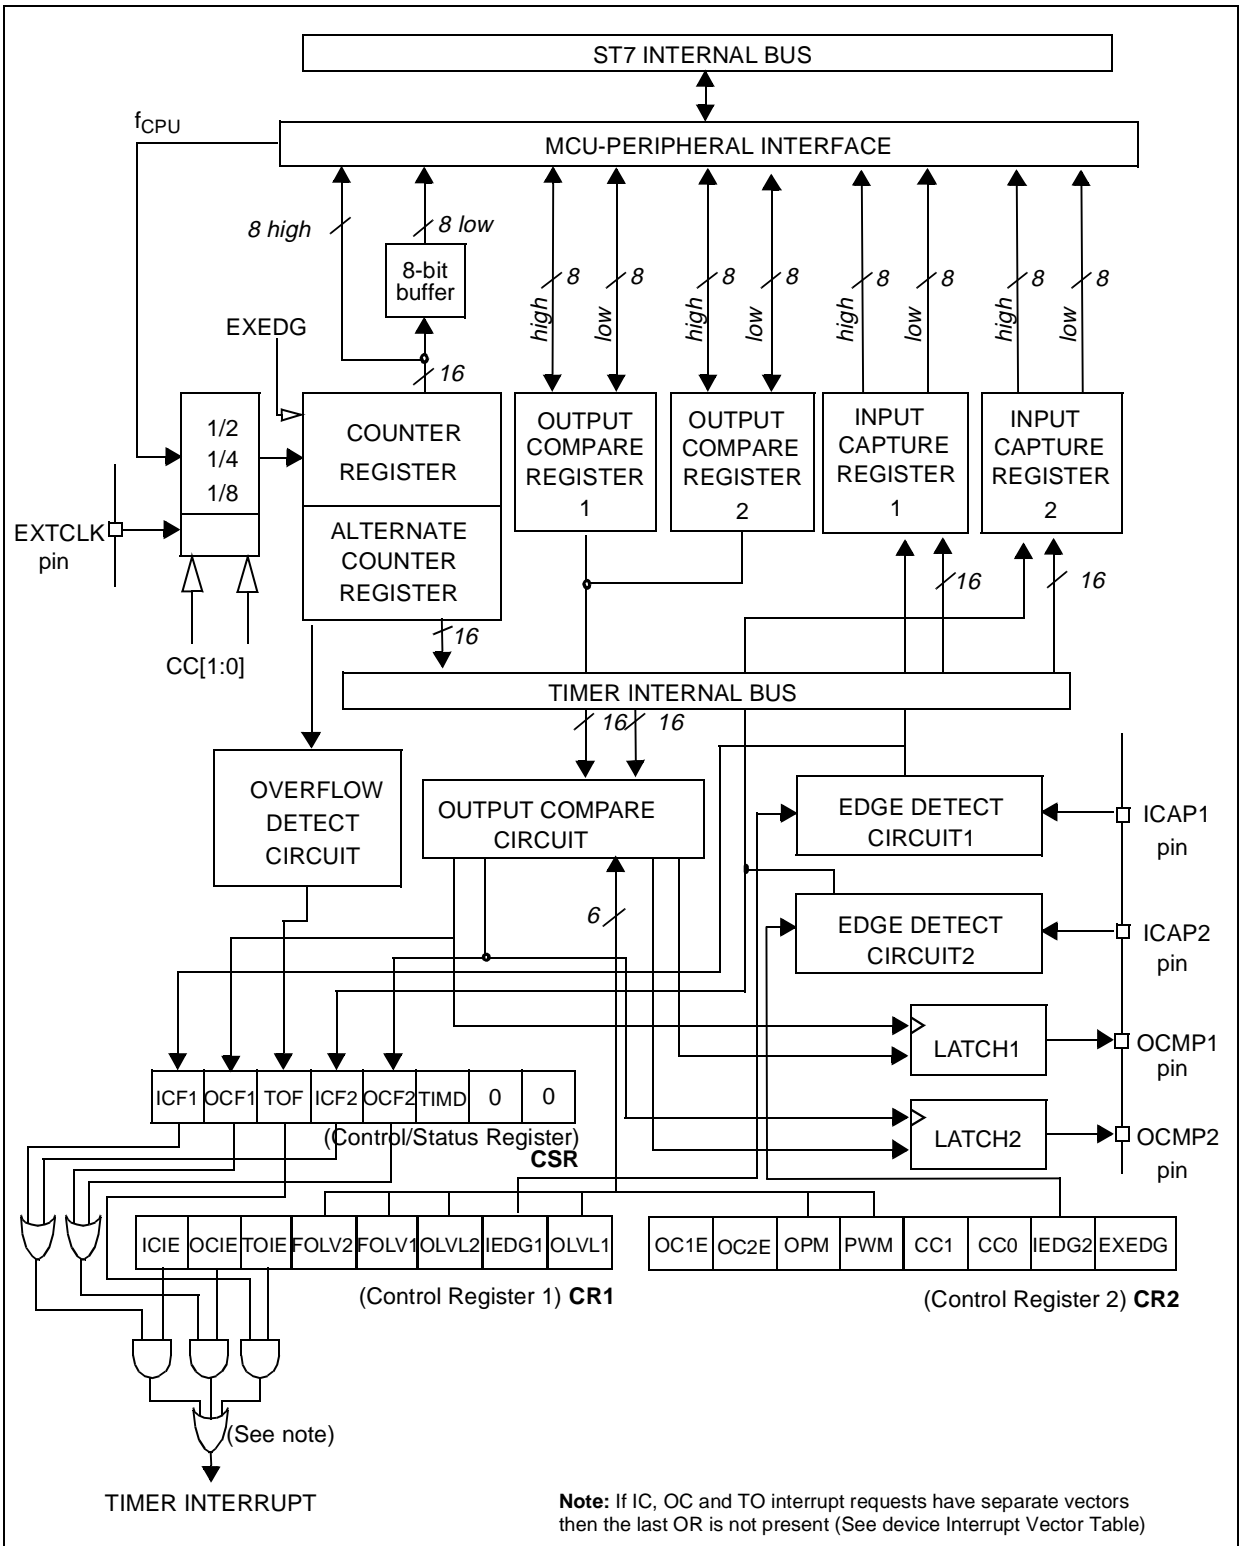 ST7 INTERNAL BUS
fCPU
MCU-PERIPHERAL INTERFACE
8 high
8 low
8-bit
buffer
8
8
8
8
8
8
8
8
high
low
high
low
high
low
high
low
EXEDG
16
1/2
1/4
1/8
COUNTER
REGISTER
OUTPUT
COMPARE
REGISTER
1
OUTPUT
COMPARE
REGISTER
2
INPUT
CAPTURE
REGISTER
1
INPUT
CAPTURE
REGISTER
2
EXTCLK
pin
ALTERNATE
COUNTER
REGISTER
16
16
16
CC[1:0]
TIMER INTERNAL BUS
16
16
OVERFLOW
DETECT
CIRCUIT
OUTPUT COMPARE
CIRCUIT
EDGE DETECT
CIRCUIT1
ICAP1
pin
6
EDGE DETECT
CIRCUIT2
ICAP2
pin
LATCH1
OCMP1
pin
ICF1 OCF1 TOF ICF2 OCF2 TIMD 0 0
(Control/Status Register)
CSR
LATCH2
OCMP2
pin
ICIE OCIE TOIE FOLV2 FOLV1 OLVL2 IEDG1 OLVL1
(Control Register 1) CR1
OC1E OC2E OPM PWM CC1 CC0 IEDG2 EXEDG
(Control Register 2) CR2
(See note)
TIMER INTERRUPT
Note: If IC, OC and TO interrupt requests have separate vectors
then the last OR is not present (See device Interrupt Vector Table)